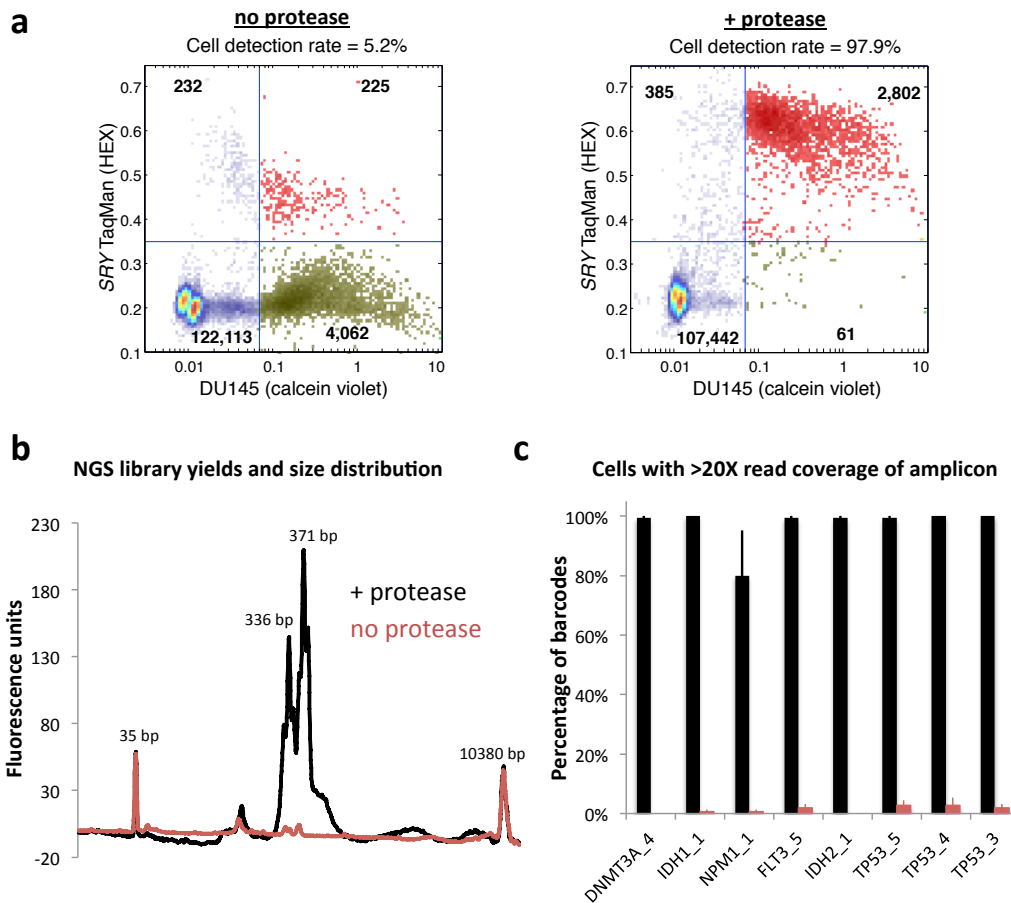 a
no protease
Cell detection rate = 5.2%
232
225
0.7
0.6
0.5
0.4
0.3
0.2
0.1
SRY TaqMan (HEX)
122,113
4,062
0.01
0.1
1
10
DU145 (calcein violet)
+ protease
Cell detection rate = 97.9%
385
2,802
0.7
0.6
0.5
0.4
0.3
0.2
0.1
SRY TaqMan (HEX)
107,442
61
0.01
0.1
1
10
DU145 (calcein violet)
b
NGS library yields and size distribution
Fluorescence units
230
180
130
80
30
-20
35 bp
336 bp
371 bp
10380 bp
+ protease
no protease
c
Cells with >20X read coverage of amplicon
Percentage of barcodes
100%
80%
60%
40%
20%
0%
DNMT3A_4
IDH1_1
NPM1_1
FLT3_5
IDH2_1
TP53_5
TP53_4
TP53_3